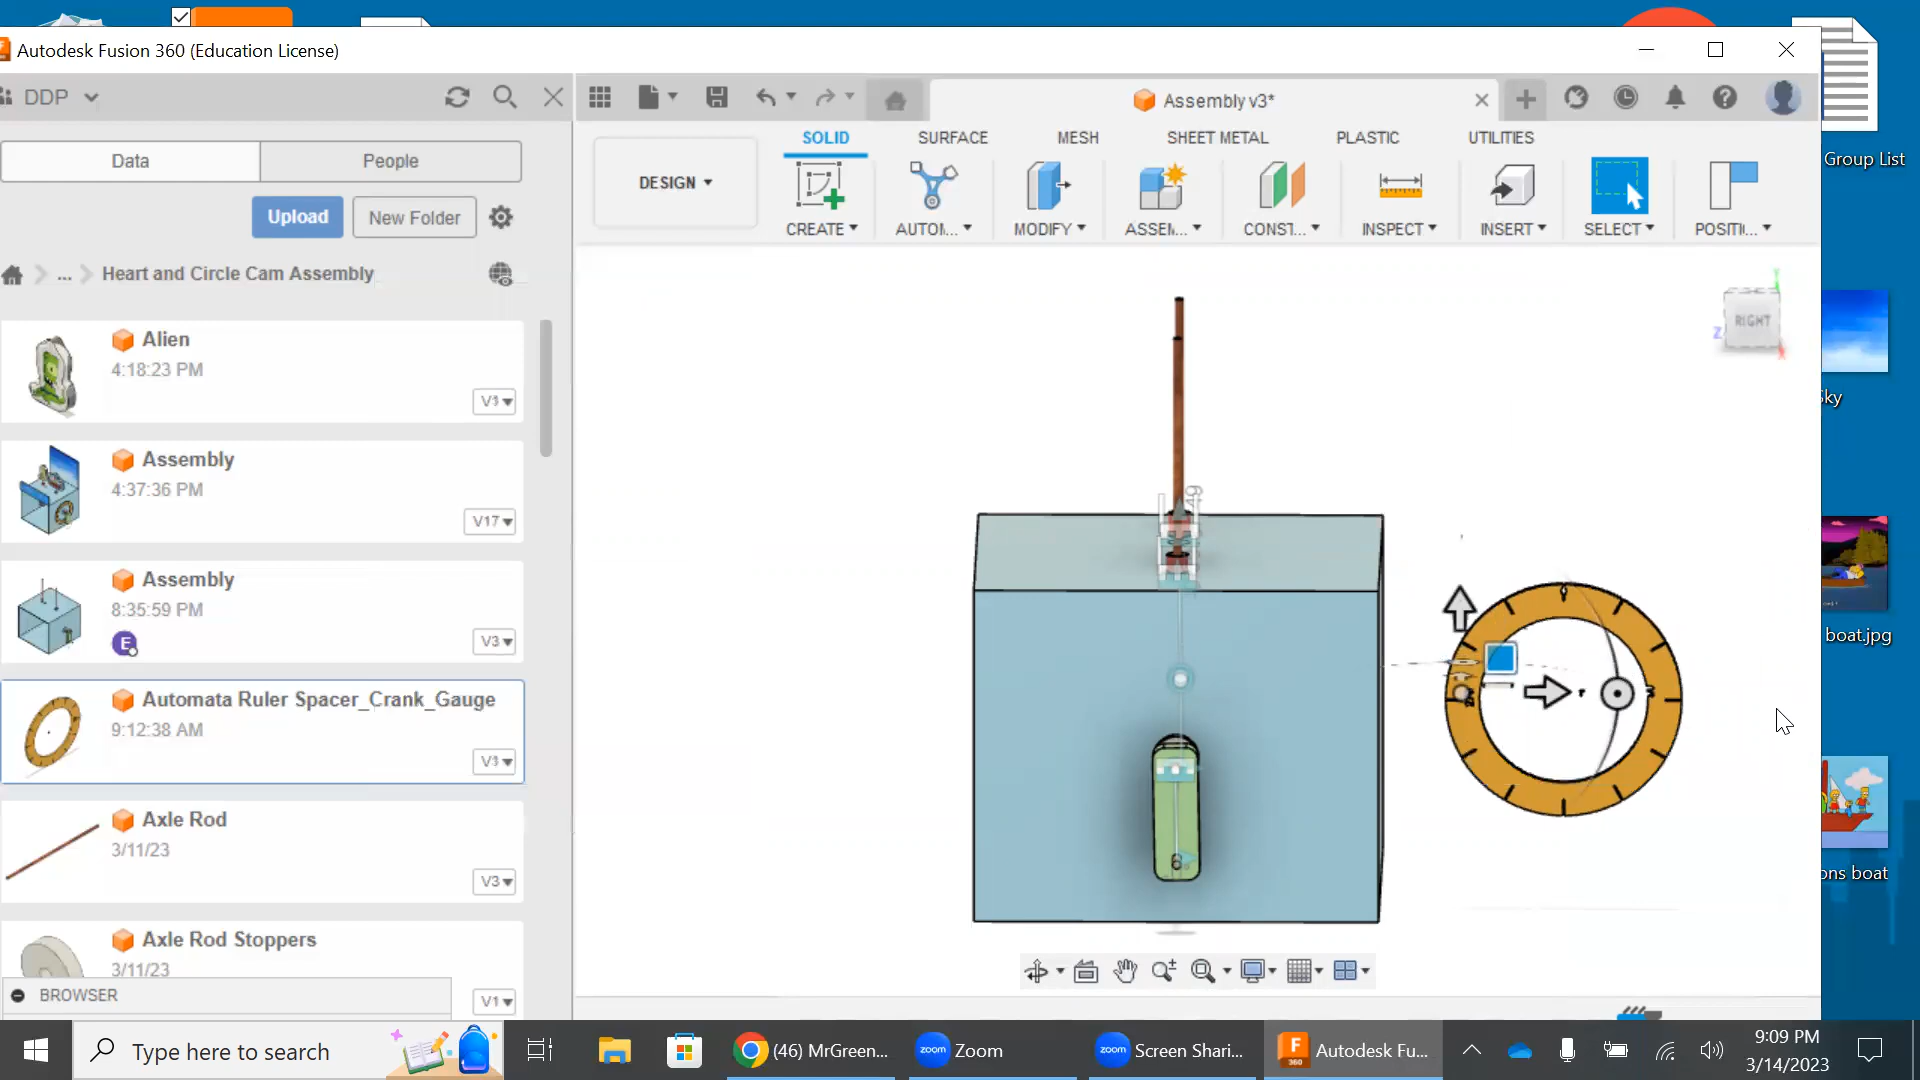 Autodesk Fusion 360 (Education License)
DDP
Assembly v3*
Data
People
Upload
New Folder
... Heart and Circle Cam Assembly
DESIGN
SOLID
SURFACE
MESH
SHEET METAL
PLASTIC
UTILITIES
CREATE
AUTOM...
MODIFY
ASSEM...
CONST...
INSPECT
INSERT
SELECT
POSITI...
RIGHT
Alien
4:18:23 PM
Assembly
4:37:36 PM
V17
Assembly
8:35:59 PM
E
V3
Automata Ruler Spacer_Crank_Gauge
9:12:38 AM
Axle Rod
3/11/23
V3
Axle Rod Stoppers
3/11/23
V1
BROWSER
Group List
boat.jpg
ons boat
Type here to search
(46) MrGreen...
zoom Zoom
zoom Screen Shari...
F 360 Autodesk Fu...
9:09 PM
3/14/2023